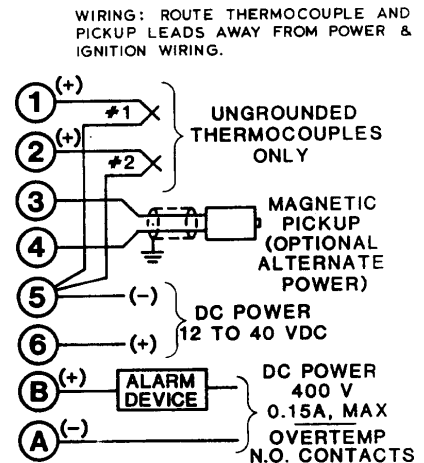 WIRING: ROUTE THERMOCOUPLE AND
PICKUP LEADS AWAY FROM POWER &
IGNITION WIRING.
1 (+) #1
2 (+) #2
UNGROUNDED
THERMOCOUPLES
ONLY
3
4
MAGNETIC
PICKUP
(OPTIONAL
ALTERNATE
POWER)
5 (-)
6 (+)
DC POWER
12 TO 40 VDC
B (+) ALARM
DEVICE
A (-)
DC POWER
400 V
0.15A, MAX
OVERTEMP
N.O. CONTACTS